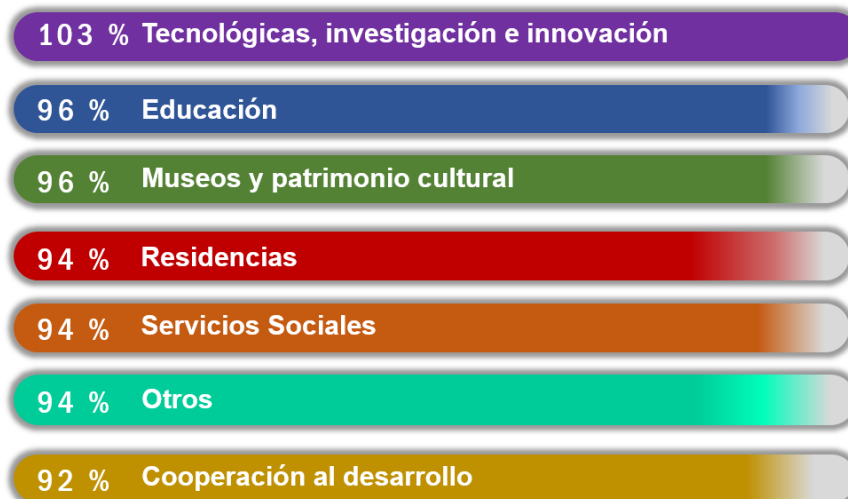 103 % Tecnológicas, investigación e innovación
96 % Educación
96 % Museos y patrimonio cultural
94 % Residencias
94 % Servicios Sociales
94 % Otros
92 % Cooperación al desarrollo